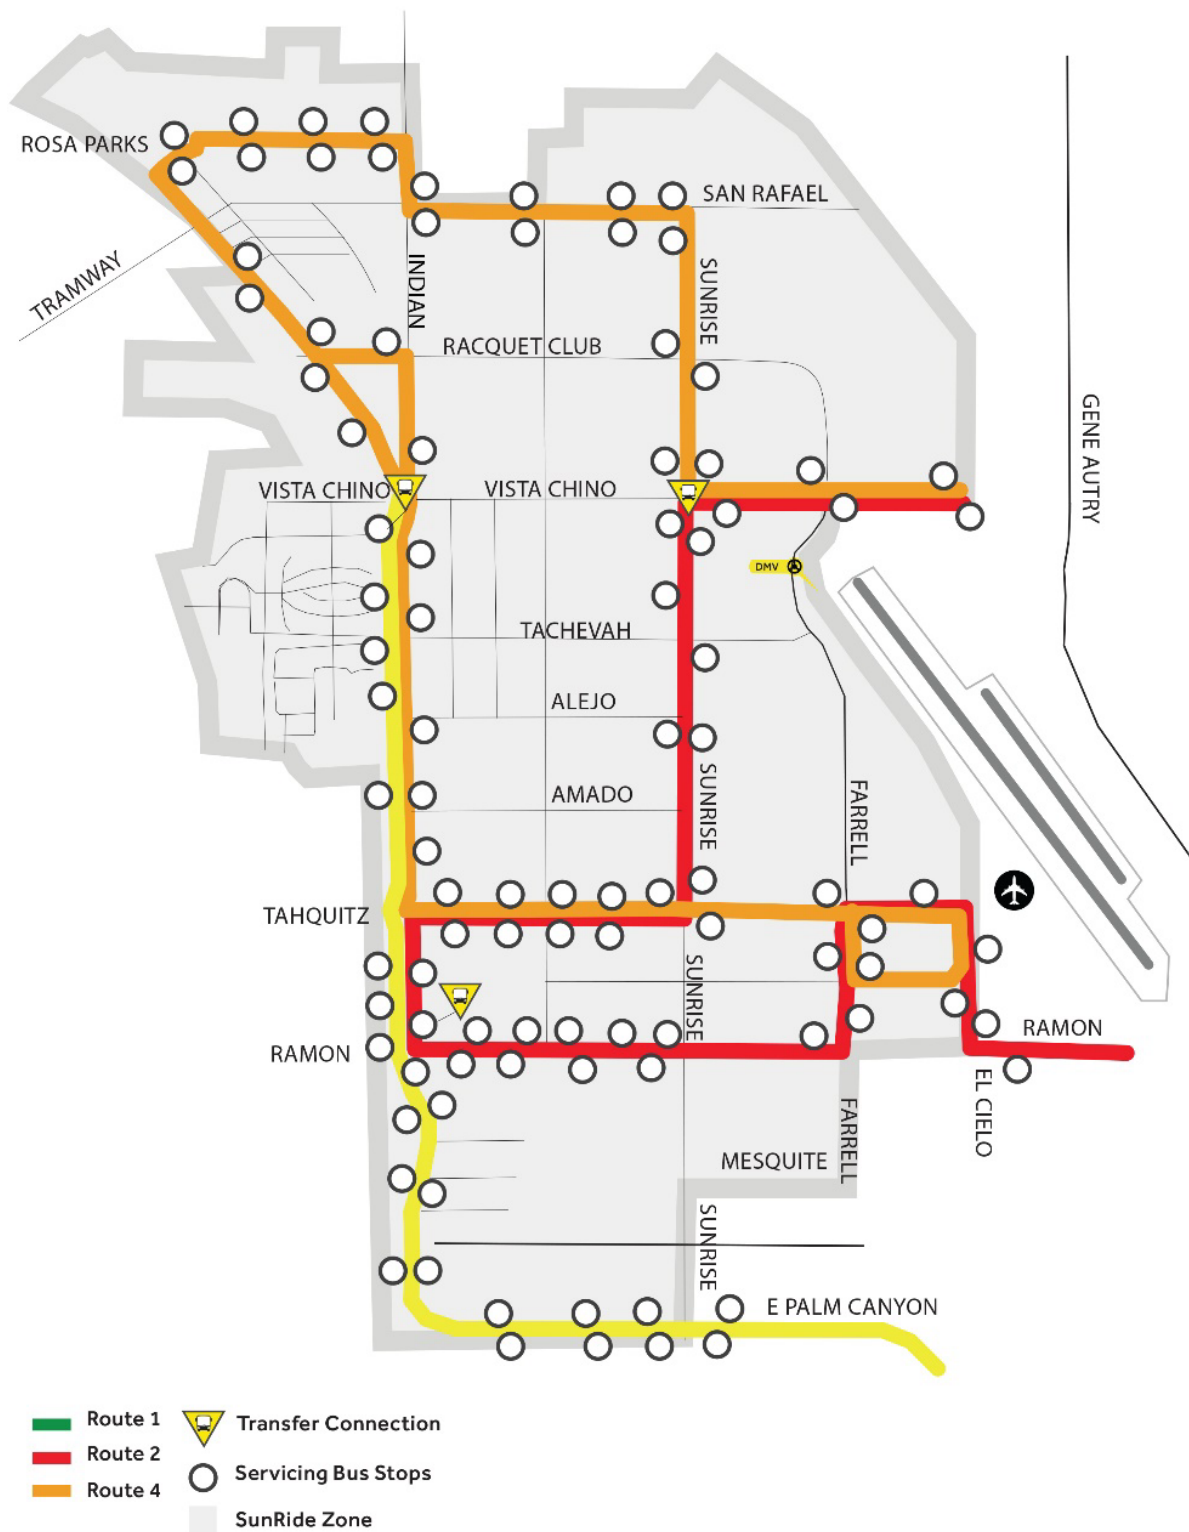 ROSA PARKS
SAN RAFAEL
TRAMWAY
INDIAN
SUNRISE
RACQUET CLUB
GENE AUTRY
VISTA CHINO
VISTA CHINO
DMV
TACHEVAH
ALEJO
SUNRISE
AMADO
FARRELL
TAHQUITZ
SUNRISE
RAMON
RAMON
EL CIELO
FARRELL
MESQUITE
SUNRISE
E PALM CANYON
Route 1
Transfer Connection
Route 2
Servicing Bus Stops
Route 4
SunRide Zone